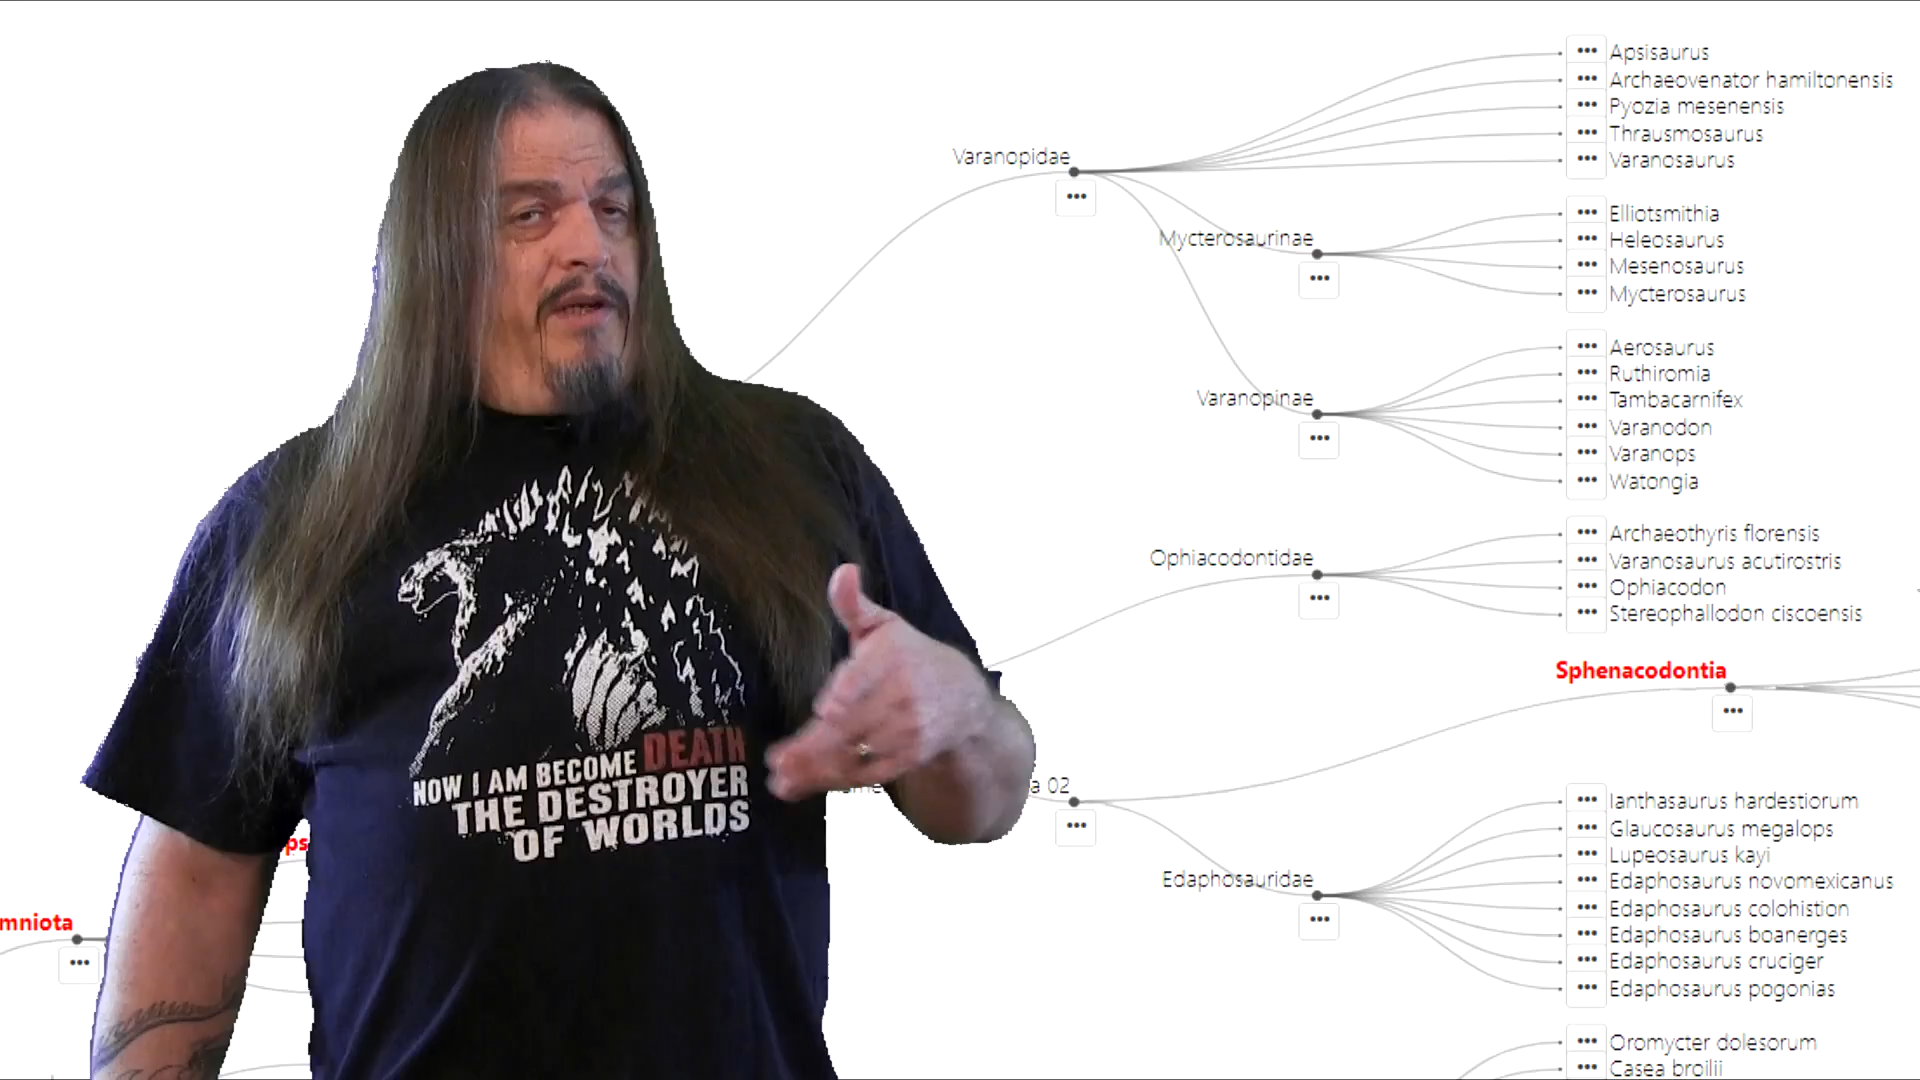 Apsisaurus
Archaeovenator hamiltonensis
Pyozia mesenensis
Thrausmosaurus
Varanopidae
Varanosaurus
Elliotsmithia
Mycterosaurinae
Heleosaurus
Mesenosaurus
Mycterosaurus
Aerosaurus
Ruthiromia
Varanopinae
Tambacarnifex
Varanodon
Varanops
Watongia
Archaeothyris florensis
Ophiacodontidae
Varanosaurus acutirostris
Ophiacodon
Stereophallodon ciscoensis
Sphenacodontia
NOW I AM BECOME DEATH
THE DESTROYER
OF WORLDS
a 02
Ianthasaurus hardestiorum
Glaucosaurus megalops
ps
Lupeosaurus kayi
Edaphosauridae
Edaphosaurus novomexicanus
Edaphosaurus colohistion
mniota
Edaphosaurus boanerges
Edaphosaurus cruciger
Edaphosaurus pogonias
Oromycter dolesorum
Casea broilii